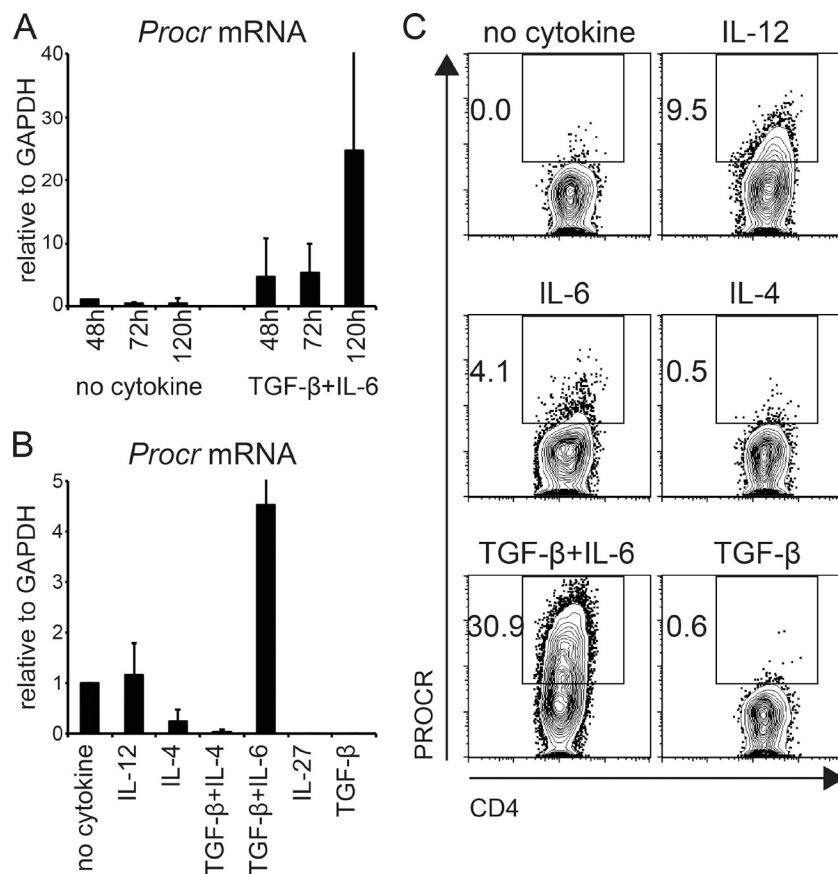 A
Procr mRNA
relative to GAPDH
40
30
20
10
0
48h
72h
120h
48h
72h
120h
no cytokine
TGF-β+IL-6
B
Procr mRNA
relative to GAPDH
5
4
3
2
1
0
no cytokine
IL-12
IL-4
TGF-β+IL-4
TGF-β+IL-6
IL-27
TGF-β
C
no cytokine
IL-12
0.0
9.5
IL-6
IL-4
4.1
0.5
TGF-β+IL-6
TGF-β
30.9
0.6
PROCR
CD4